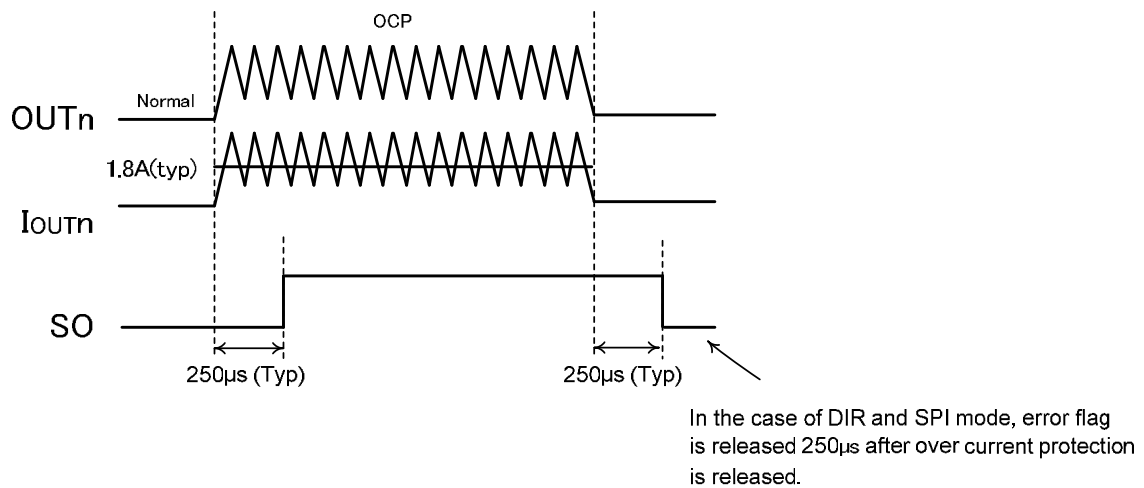 OCP
Normal
OUTn
1.8A(typ)
IOUTn
SO
250µs (Typ)
250µs (Typ)
In the case of DIR and SPI mode, error flag
is released 250µs after over current protection
is released.